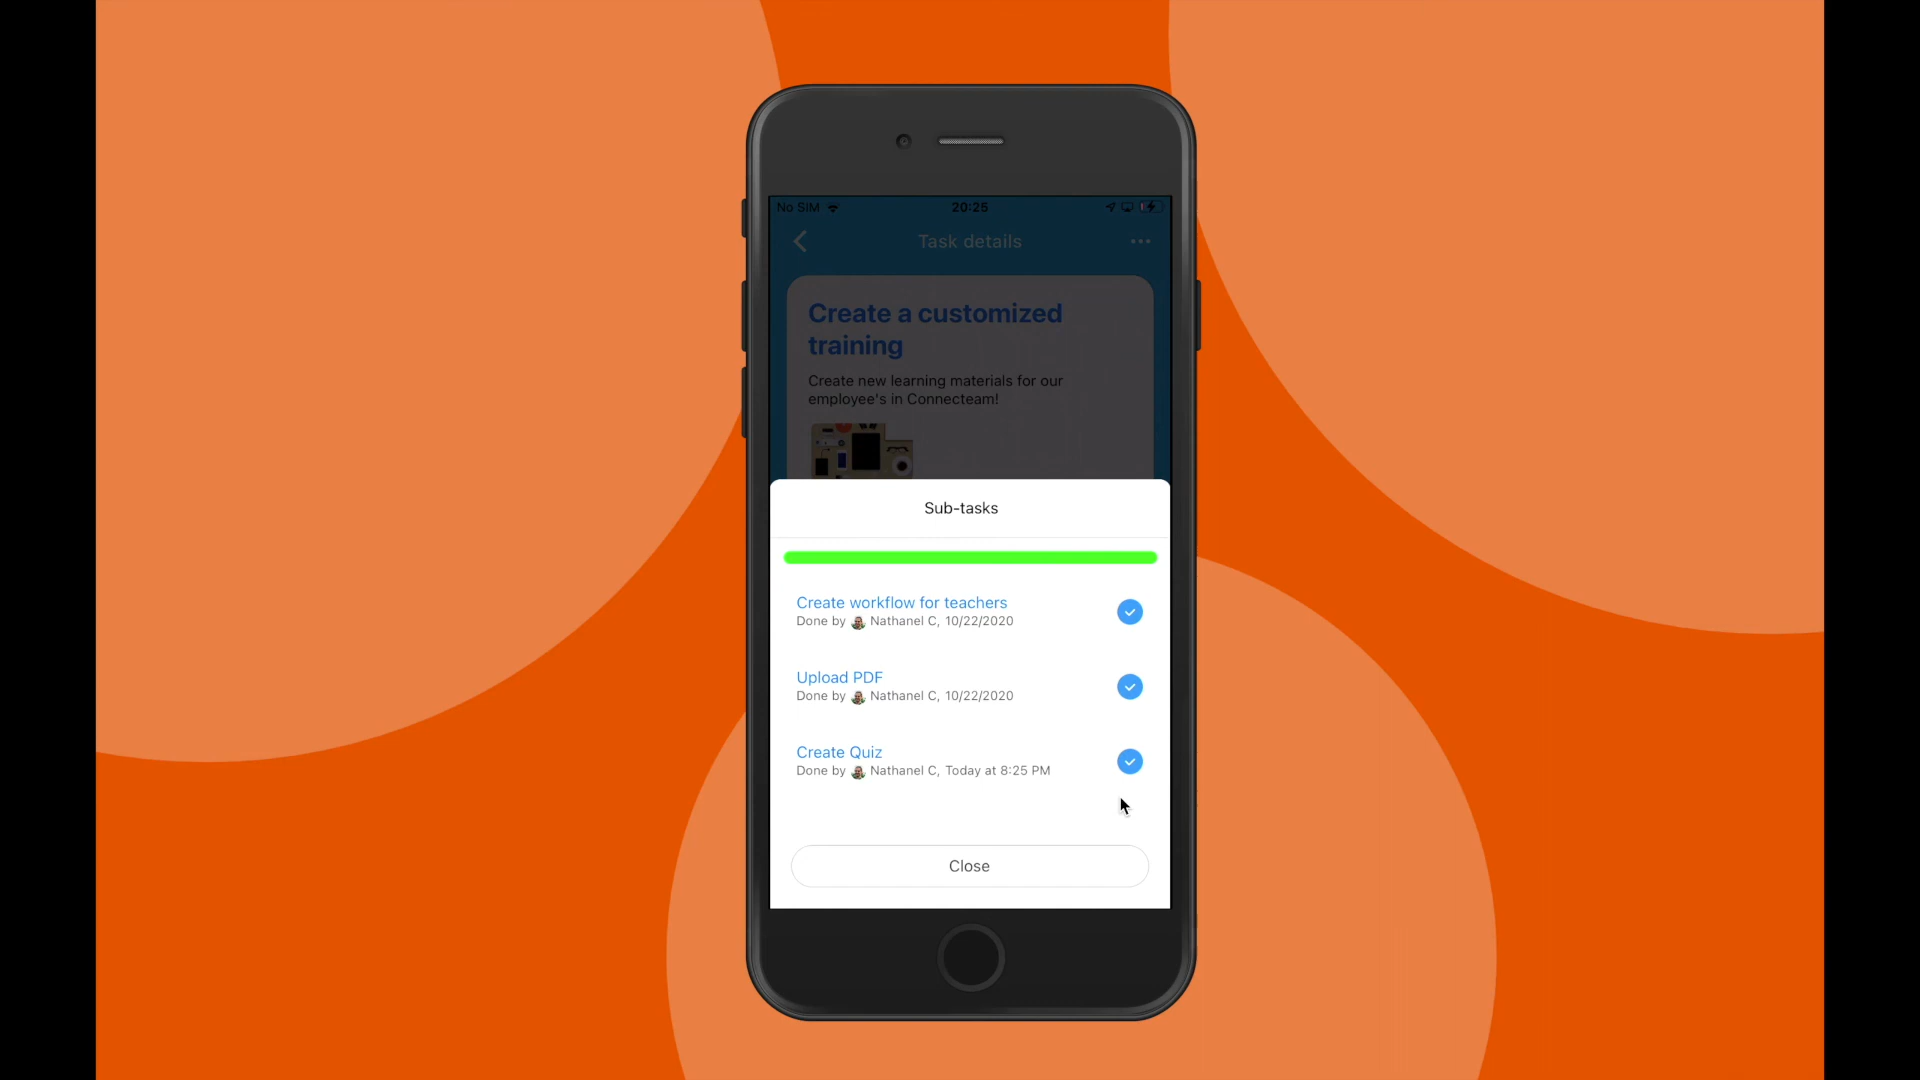 No SIM
20:25
Task details
Create a customized
training
Create new learning materials for our
employee's in Connecteam!
Sub-tasks
Create workflow for teachers
Done by Nathanel C, 10/22/2020
Upload PDF
Done by Nathanel C, 10/22/2020
Create Quiz
Done by Nathanel C, Today at 8:25 PM
Close